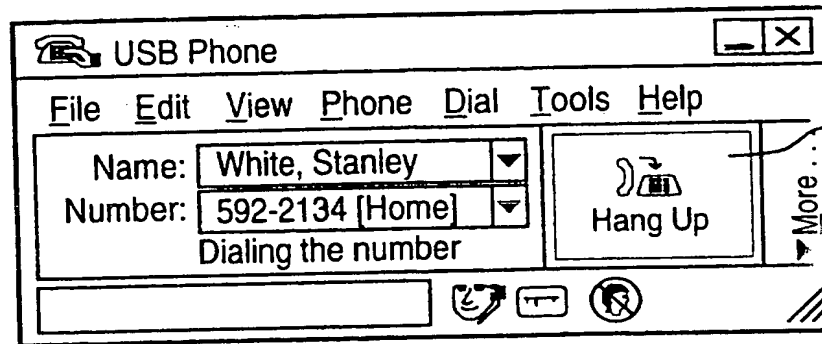 USB Phone
File Edit View Phone Dial Tools Help
Name: White, Stanley
Number: 592-2134 [Home]
Dialing the number
Hang Up
More . . .